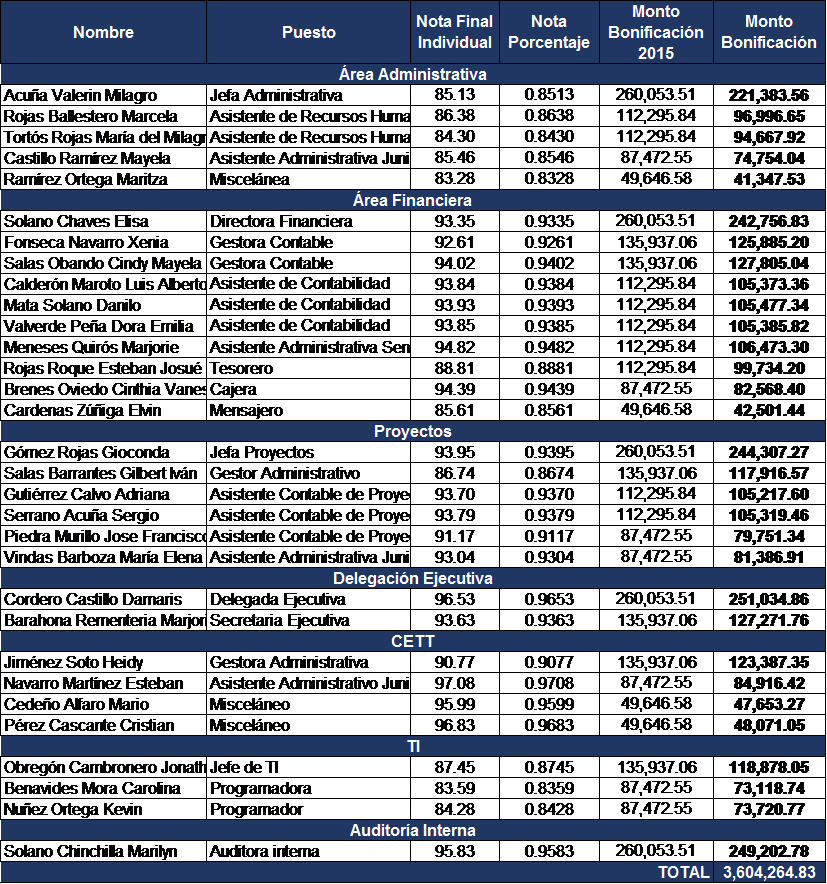 Nombre Puesto Nota Final Individual Nota Porcentaje Monto Bonificación 2015 Monto Bonificación
Área Administrativa
Acuña Valerin Milagro Jefa Administrativa 85.13 0.8513 260,053.51 221,383.56
Rojas Ballestero Marcela Asistente de Recursos Huma 86.38 0.8638 112,295.84 96,996.65
Tortós Rojas María del Milagr Asistente de Recursos Huma 84.30 0.8430 112,295.84 94,667.92
Castillo Ramírez Mayela Asistente Administrativa Juni 85.46 0.8546 87,472.55 74,754.04
Ramírez Ortega Maritza Miscelánea 83.28 0.8328 49,646.58 41,347.53
Área Financiera
Solano Chaves Elisa Directora Financiera 93.35 0.9335 260,053.51 242,756.83
Fonseca Navarro Xenia Gestora Contable 92.61 0.9261 135,937.06 125,885.20
Salas Obando Cindy Mayela Gestora Contable 94.02 0.9402 135,937.06 127,805.04
Calderón Maroto Luis Alberto Asistente de Contabilidad 93.84 0.9384 112,295.84 105,373.36
Mata Solano Danilo Asistente de Contabilidad 93.93 0.9393 112,295.84 105,477.34
Valverde Peña Dora Emilia Asistente de Contabilidad 93.85 0.9385 112,295.84 105,385.82
Meneses Quirós Marjorie Asistente Administrativa Sen 94.82 0.9482 112,295.84 106,473.30
Rojas Roque Esteban Josué Tesorero 88.81 0.8881 112,295.84 99,734.20
Brenes Oviedo Cinthia Vanes Cajera 94.39 0.9439 87,472.55 82,568.40
Cardenas Zúñiga Elvin Mensajero 85.61 0.8561 49,646.58 42,501.44
Proyectos
Gómez Rojas Gioconda Jefa Proyectos 93.95 0.9395 260,053.51 244,307.27
Salas Barrantes Gilbert Iván Gestor Administrativo 86.74 0.8674 135,937.06 117,916.57
Gutiérrez Calvo Adriana Asistente Contable de Proye 93.70 0.9370 112,295.84 105,217.60
Serrano Acuña Sergio Asistente Contable de Proye 93.79 0.9379 112,295.84 105,319.46
Piedra Murillo Jose Francisco Asistente Contable de Proye 91.17 0.9117 87,472.55 79,751.34
Vindas Barboza María Elena Asistente Administrativa Juni 93.04 0.9304 87,472.55 81,386.91
Delegación Ejecutiva
Cordero Castillo Damaris Delegada Ejecutiva 96.53 0.9653 260,053.51 251,034.86
Barahona Rementeria Marjori Secretaria Ejecutiva 93.63 0.9363 135,937.06 127,271.76
CETT
Jiménez Soto Heidy Gestora Administrativa 90.77 0.9077 135,937.06 123,387.35
Navarro Martínez Esteban Asistente Administrativo Juni 97.08 0.9708 87,472.55 84,916.42
Cedeño Alfaro Mario Misceláneo 95.99 0.9599 49,646.58 47,653.27
Pérez Cascante Cristian Misceláneo 96.83 0.9683 49,646.58 48,071.05
TI
Obregón Cambronero Jonath Jefe de TI 87.45 0.8745 135,937.06 118,878.05
Benavides Mora Carolina Programadora 83.59 0.8359 87,472.55 73,118.74
Nuñez Ortega Kevin Programador 84.28 0.8428 87,472.55 73,720.77
Auditoría Interna
Solano Chinchilla Marilyn Auditora interna 95.83 0.9583 260,053.51 249,202.78
TOTAL 3,604,264.83